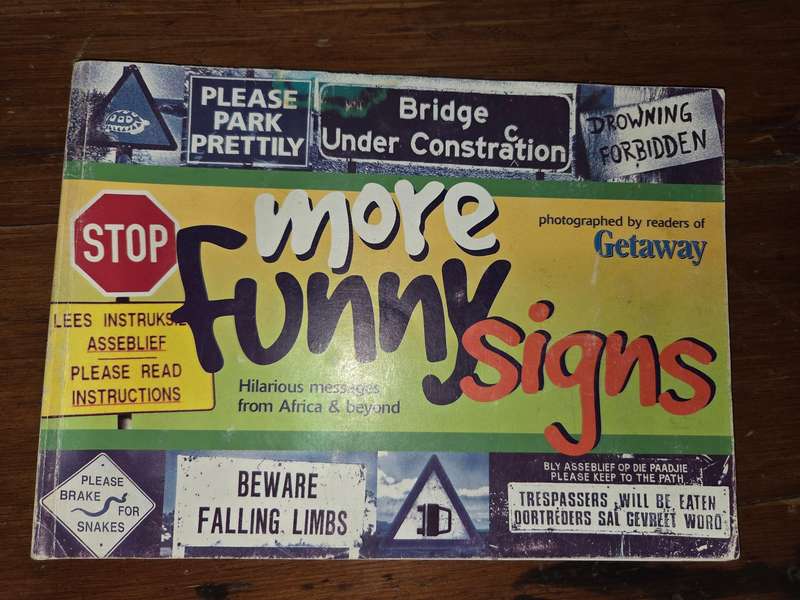 PLEASE
PARK
PRETTILY
Bridge
c
Under Constration
DROWNING
FORBIDDEN
more
funny
signs
photographed by readers of
Getaway
STOP
LEES INSTRUKSIE
ASSEBLIEF
PLEASE READ
INSTRUCTIONS
Hilarious messages
from Africa & beyond
PLEASE
BRAKE FOR
SNAKES
BEWARE
FALLING LIMBS
BLY ASSEBLIEF OP DIE PAADJIE
PLEASE KEEP TO THE PATH
TRESPASSERS WILL BE EATEN
OORTREDERS SAL GEVREET WORD